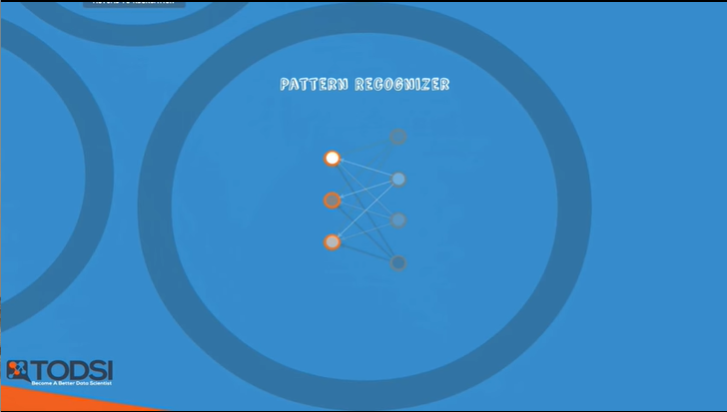 PATTERN RECOGNIZER
TODSI
Become A Better Data Scientist